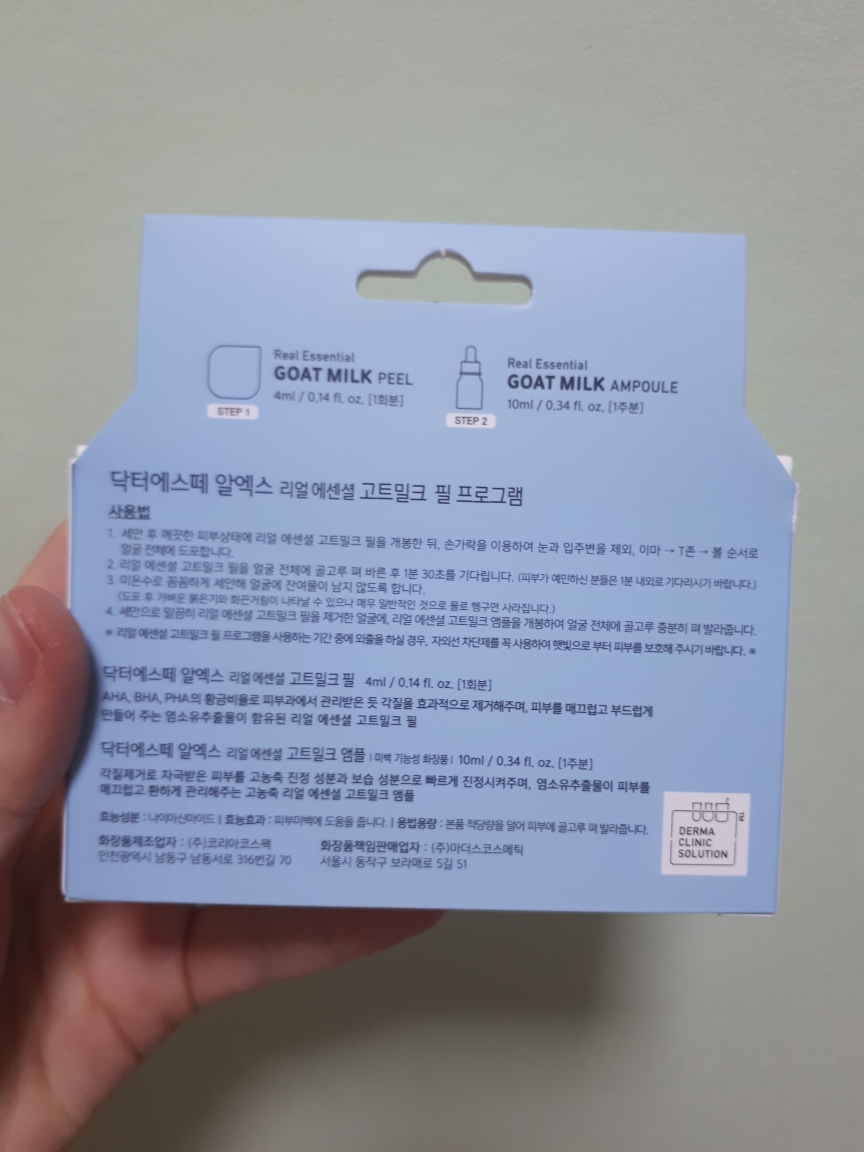 Real Essential
GOAT MILK PEEL
4ml / 0.14 fl. oz. [1회분]
STEP 1
Real Essential
GOAT MILK AMPOULE
10ml / 0.34 fl. oz. [1주분]
STEP 2
닥터에스떼 알엑스 리얼 에센셜 고트밀크 필 프로그램
사용법
1. 세안 후 깨끗한 피부상태에 리얼 에센셜 고트밀크 필을 개봉한 뒤, 손가락을 이용하여 눈과 입주변을 제외, 이마 → T존 → 볼 순서로
얼굴 전체에 도포합니다.
2. 리얼 에센셜 고트밀크 필을 얼굴 전체에 골고루 펴 바른 후 1분 30초를 기다립니다. (피부가 예민하신 분들은 1분 내외로 기다리시기 바랍니다.)
3. 미온수로 꼼꼼하게 세안해 얼굴에 잔여물이 남지 않도록 합니다.
(도포 후 가벼운 붉은기와 화끈거림이 나타날 수 있으나 매우 일반적인 것으로 물로 헹구면 사라집니다.)
4. 세안으로 말끔히 리얼 에센셜 고트밀크 필을 제거한 얼굴에, 리얼 에센셜 고트밀크 앰플을 개봉하여 얼굴 전체에 골고루 충분히 펴 발라줍니다.
* 리얼 에센셜 고트밀크 필 프로그램을 사용하는 기간 중에 외출을 하실 경우, 자외선 차단제를 꼭 사용하여 햇빛으로 부터 피부를 보호해 주시기 바랍니다. *
닥터에스떼 알엑스 리얼 에센셜 고트밀크 필 4ml / 0.14 fl. oz. [1회분]
AHA, BHA, PHA의 황금비율로 피부과에서 관리받은 듯 각질을 효과적으로 제거해주며, 피부를 매끄럽고 부드럽게
만들어 주는 염소유추출물이 함유된 리얼 에센셜 고트밀크 필
닥터에스떼 알엑스 리얼 에센셜 고트밀크 앰플 | 미백 기능성 화장품 | 10ml / 0.34 fl. oz. [1주분]
각질제거로 자극받은 피부를 고농축 진정 성분과 보습 성분으로 빠르게 진정시켜주며, 염소유추출물이 피부를
매끄럽고 환하게 관리해주는 고농축 리얼 에센셜 고트밀크 앰플
효능성분 : 나이아신마이드 | 효능효과 : 피부미백에 도움을 줍니다. | 용법용량 : 본품 적당량을 덜어 피부에 골고루 펴 발라줍니다.
화장품제조업자 : (주)코리아코스팩
인천광역시 남동구 남동서로 316번길 70
화장품책임판매업자 : (주)마더스코스메틱
서울시 동작구 보라매로 5길 51
DERMA
CLINIC
SOLUTION